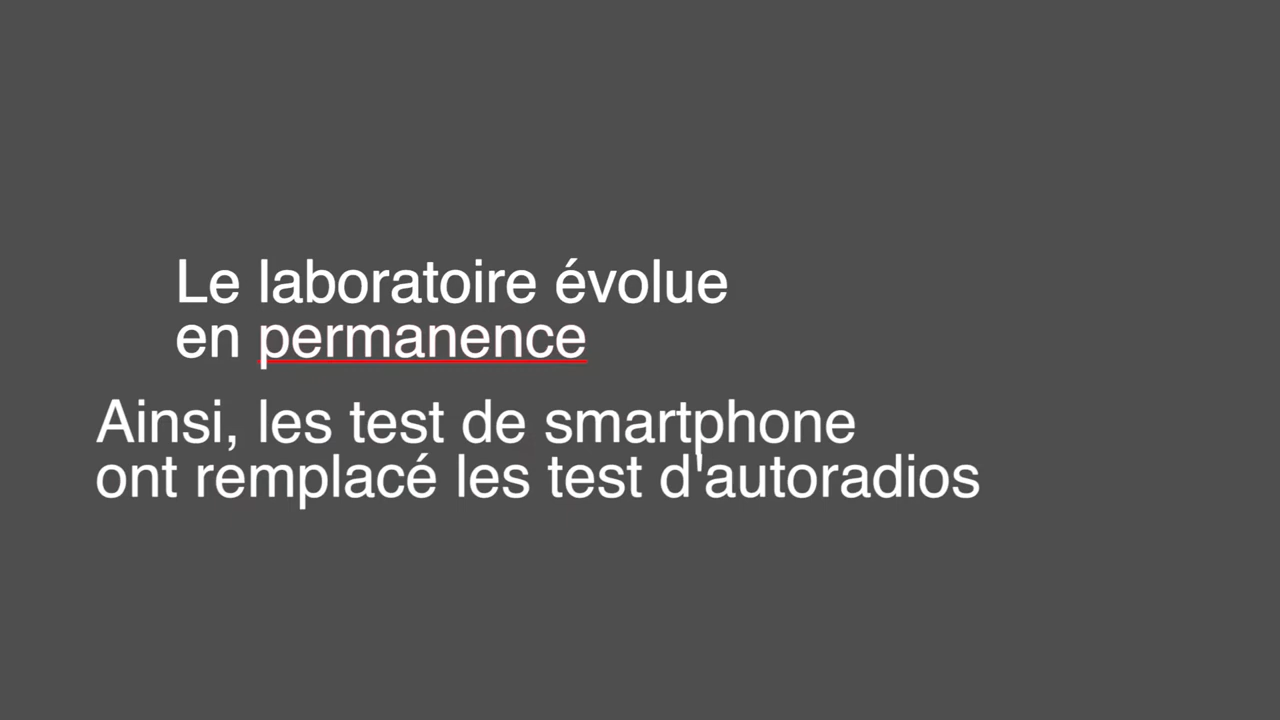 Le laboratoire évolue
en permanence
Ainsi, les test de smartphone
ont remplacé les test d'autoradios